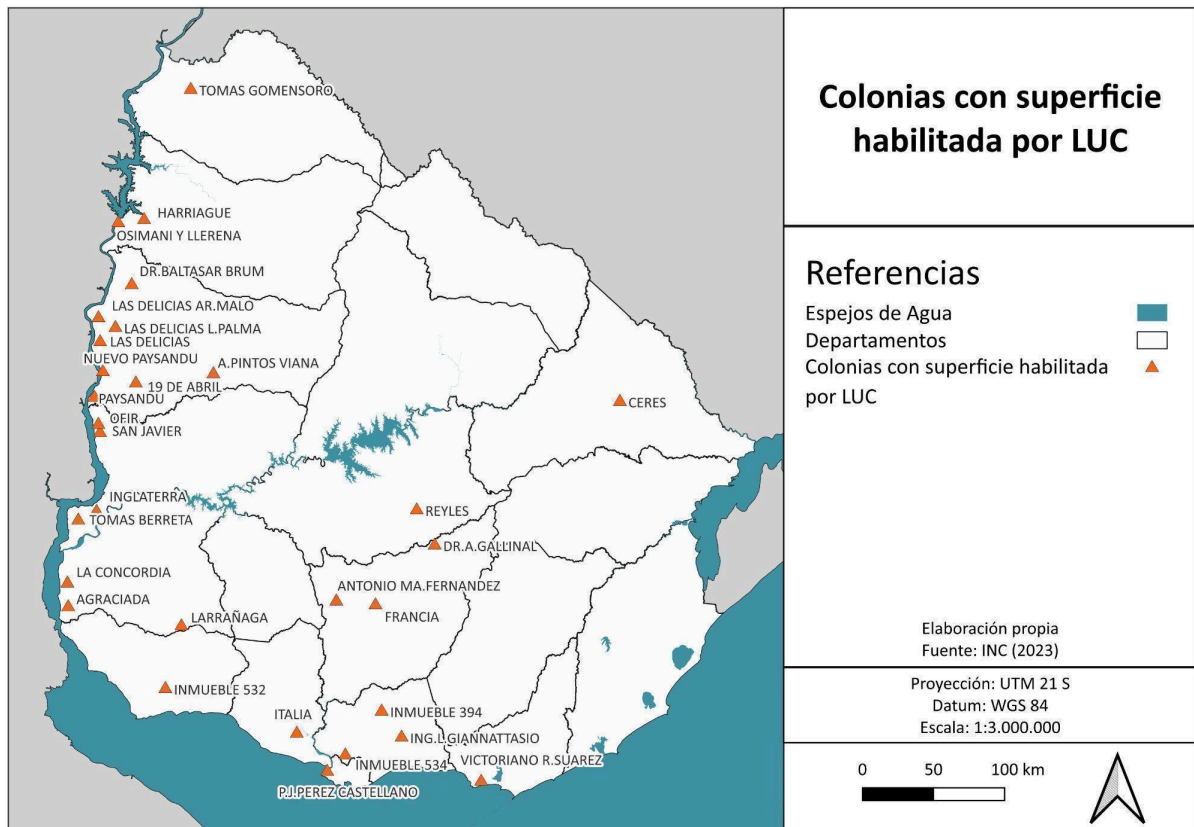 Colonias con superficie
habilitada por LUC
Referencias
Espejos de Agua
Departamentos
Colonias con superficie habilitada
por LUC
Elaboración propia
Fuente: INC (2023)
Proyección: UTM 21 S
Datum: WGS 84
Escala: 1:3.000.000
0 50 100 km
TOMAS GOMENSORO
HARRIAGUE
OSIMANI Y LLERENA
DR.BALTASAR BRUM
LAS DELICIAS AR.MALO
LAS DELICIAS L.PALMA
LAS DELICIAS
NUEVO PAYSANDU
A.PINTOS VIANA
19 DE ABRIL
PAYSANDU
OFIR
SAN JAVIER
CERES
INGLATERRA
TOMAS BERRETA
REYLES
DR.A.GALLINAL
LA CONCORDIA
ANTONIO MA.FERNANDEZ
AGRACIADA
FRANCIA
LARRAÑAGA
INMUEBLE 532
ITALIA
INMUEBLE 394
ING.L.GIANNATTASIO
VICTORIANO R.SUAREZ
INMUEBLE 534
P.J.PEREZ CASTELLANO